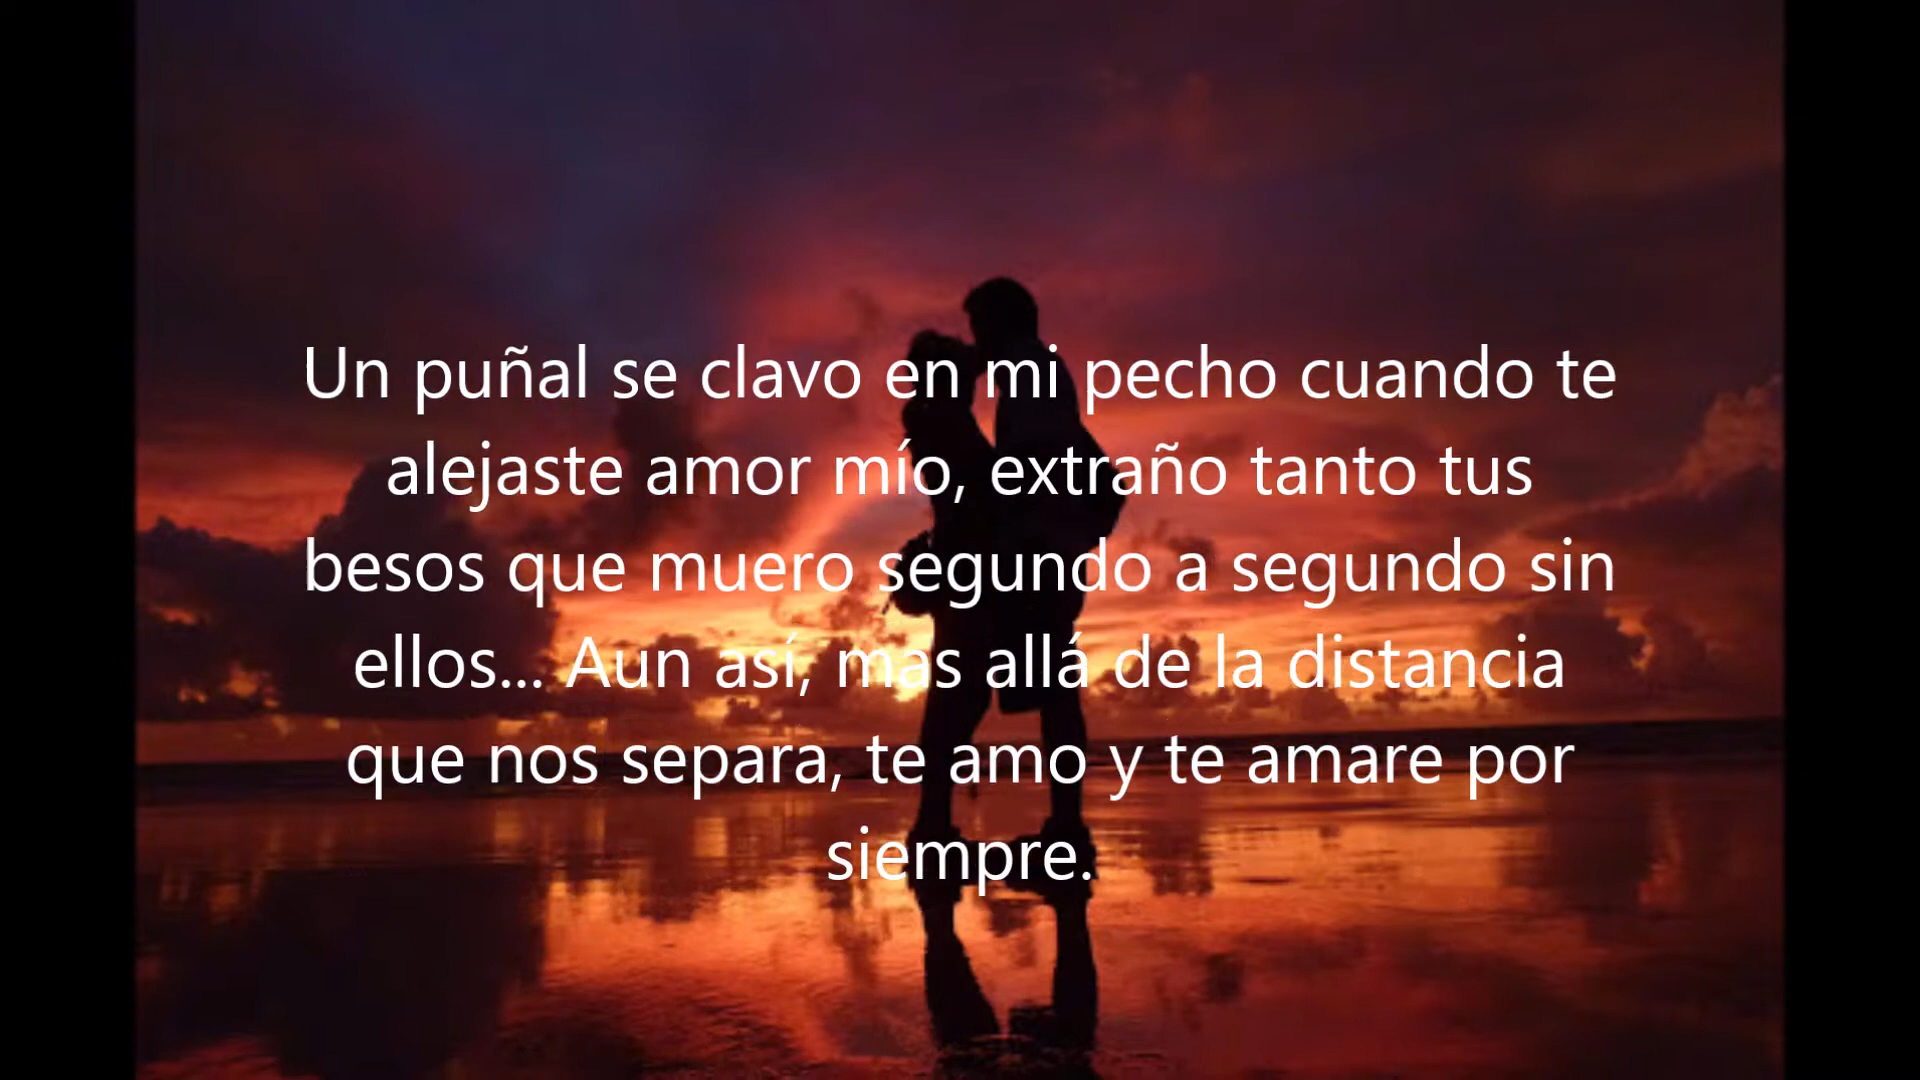 Un puñal se clavo en mi pecho cuando te
alejaste amor mío, extraño tanto tus
besos que muero segundo a segundo sin
ellos... Aun así, mas allá de la distancia
que nos separa, te amo y te amare por
siempre.